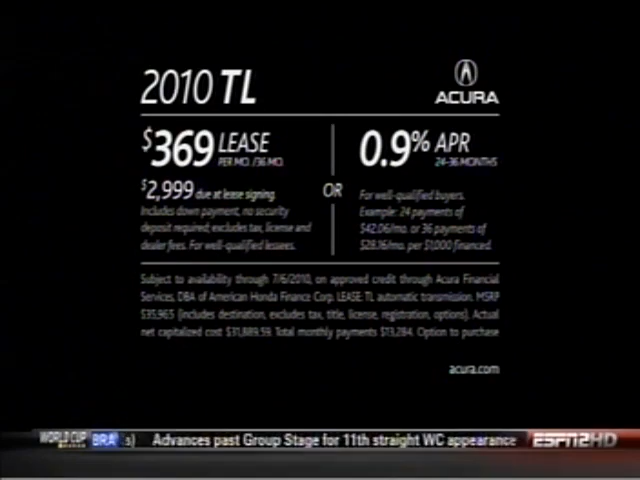 2010 TL
ACURA
$369 LEASE
PER MO. /36 MO.
$2,999 due at lease signing.
Includes down payment, no security
deposit required; excludes tax, license and
dealer fees. For well-qualified lessees.
OR
0.9% APR
24-36 MONTHS
For well-qualified buyers.
Example: 24 payments of
$42.06/mo. or 36 payments of
$28.16/mo. per $1,000 financed.
Subject to availability through 7/6/2010, on approved credit through Acura Financial
Services, DBA of American Honda Finance Corp. LEASE: TL automatic transmission. MSRP
$35,965 (includes destination, excludes tax, title, license, registration, options). Actual
net capitalized cost $31,889.59. Total monthly payments $13,284. Option to purchase
acura.com
WORLD CUP BRA s) Advances past Group Stage for 11th straight WC appearance ESPN2HD